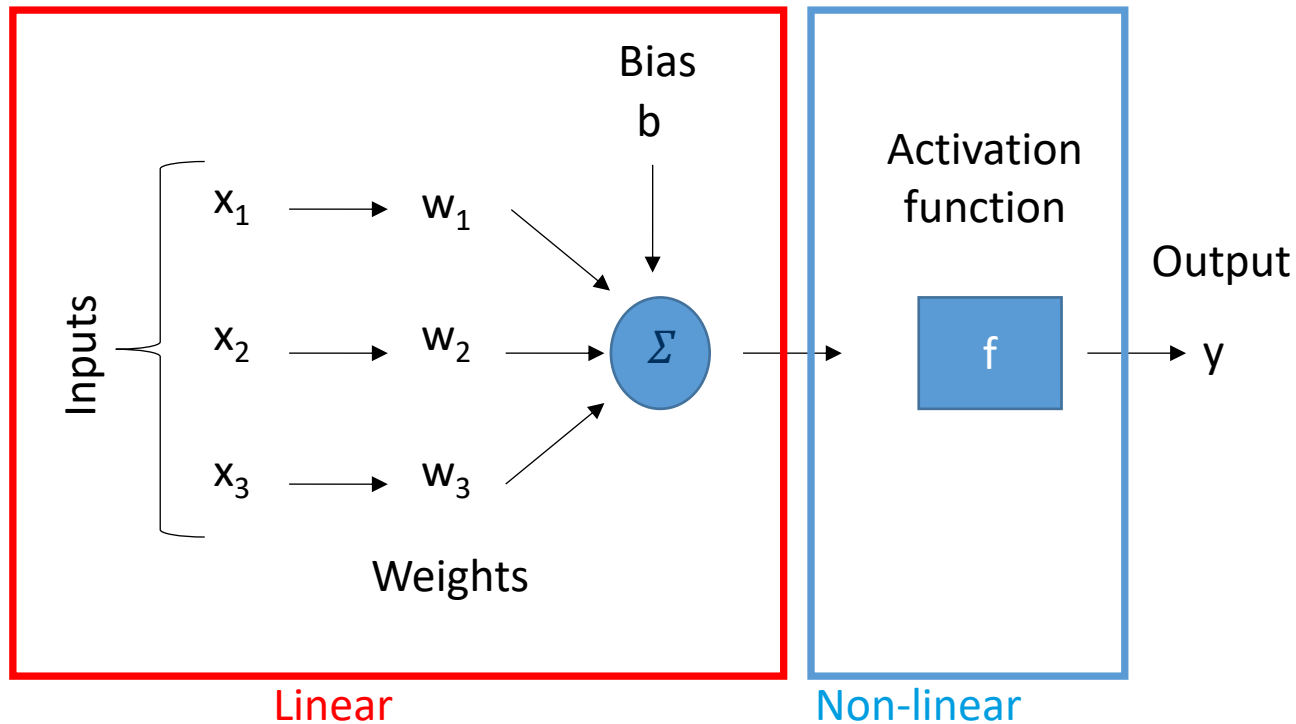 Bias
b
Activation
function
x₁
w₁
Output
Inputs
x₂
w₂
Σ
f
y
x₃
w₃
Weights
Linear
Non-linear